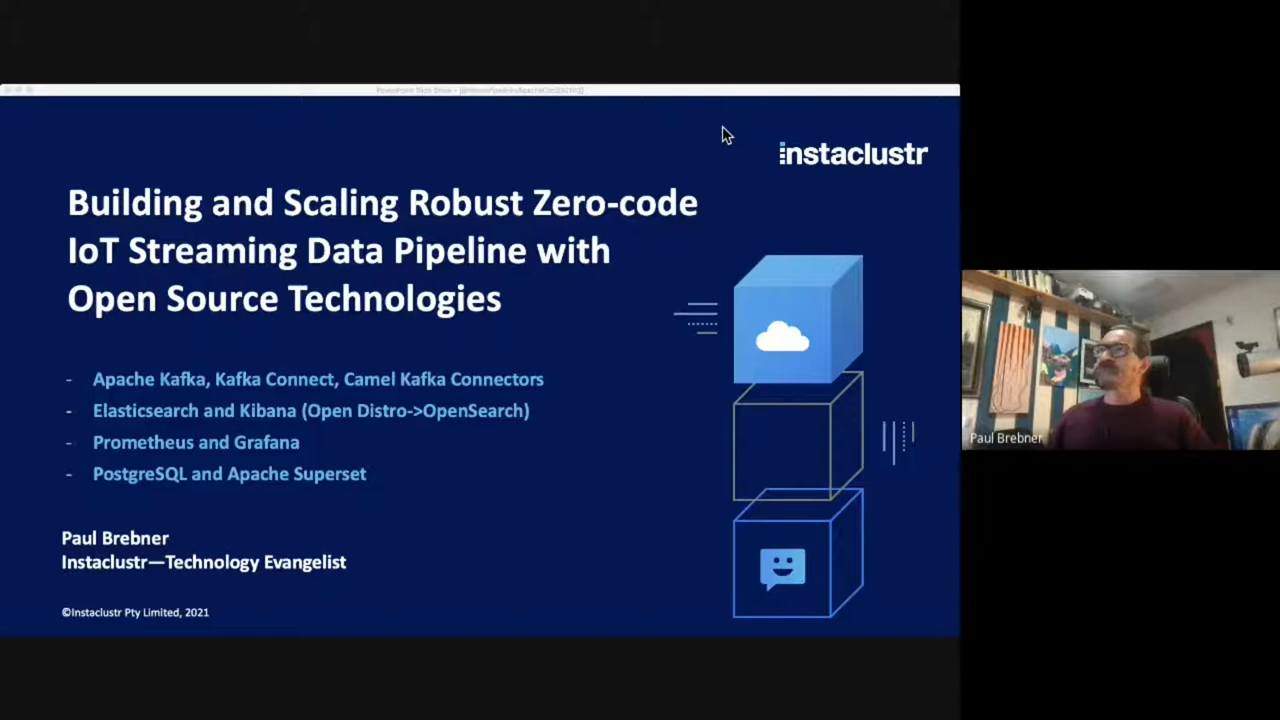 instaclustr
Building and Scaling Robust Zero-code
IoT Streaming Data Pipeline with
Open Source Technologies
- Apache Kafka, Kafka Connect, Camel Kafka Connectors
- Elasticsearch and Kibana (Open Distro->OpenSearch)
- Prometheus and Grafana
- PostgreSQL and Apache Superset
Paul Brebner
Instaclustr—Technology Evangelist
©Instaclustr Pty Limited, 2021
Paul Brebner